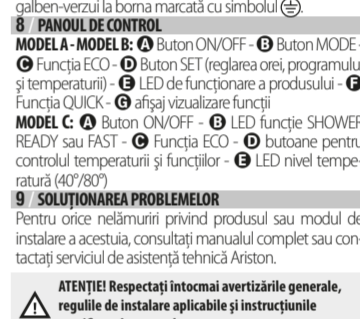 galben-verzui la borna marcată cu simbolul
8 / PANOUL DE CONTROL
MODEL A - MODEL B: A Buton ON/OFF - B Buton MODE -
C Funcția ECO - D Buton SET (reglarea orei, programului
și temperaturii) - E LED de funcționare a produsului - F
Funcția QUICK - G afișaj vizualizare funcții
MODEL C: A Buton ON/OFF - B LED funcție SHOWER
READY sau FAST - C Funcția ECO - D butoane pentru
controlul temperaturii și funcțiilor - E LED nivel tempe-
ratură (40°/80°)
9 / SOLUȚIONAREA PROBLEMELOR
Pentru orice nelămuriri privind produsul sau modul de
instalare a acestuia, consultați manualul complet sau con-
tactați serviciul de asistență tehnică Ariston.
ATENȚIE! Respectați întocmai avertizările generale,
regulile de instalare aplicabile și instrucțiunile